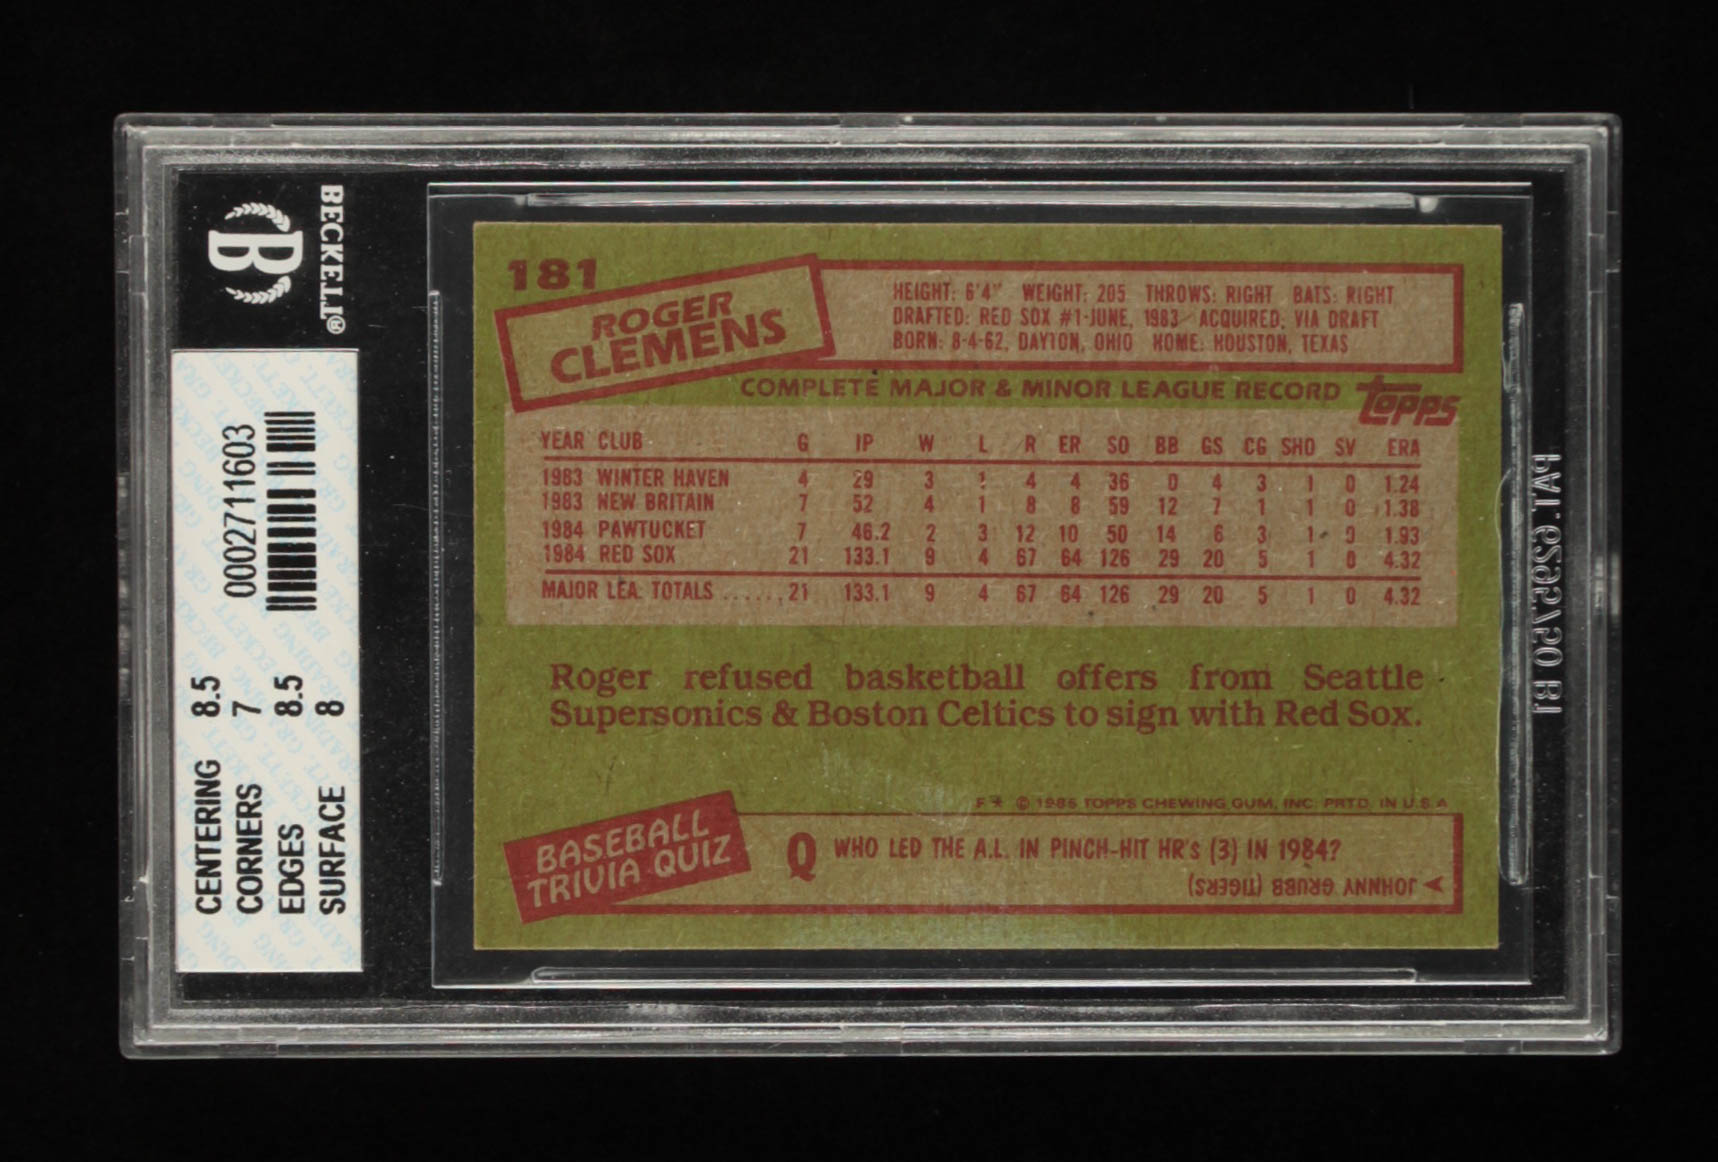 BECKETT®
B
0002711603
CENTERING 8.5
CORNERS 7
EDGES 8.5
SURFACE 8
181
ROGER
CLEMENS
HEIGHT: 6'4" WEIGHT: 205 THROWS: RIGHT BATS: RIGHT
DRAFTED: RED SOX #1-JUNE, 1983 ACQUIRED, VIA DRAFT
BORN: 8-4-62, DAYTON, OHIO HOME: HOUSTON, TEXAS
COMPLETE MAJOR & MINOR LEAGUE RECORD
TOPPS
YEAR CLUB G IP W L R ER SO BB GS CG SHO SV ERA
1983 WINTER HAVEN 4 29 3 1 4 4 36 0 4 3 1 0 1.24
1983 NEW BRITAIN 7 52 4 1 8 8 59 12 7 1 1 0 1.38
1984 PAWTUCKET 7 46.2 2 3 12 10 50 14 6 3 1 0 1.93
1984 RED SOX 21 133.1 9 4 67 64 126 29 20 5 1 0 4.32
MAJOR LEA. TOTALS ...... 21 133.1 9 4 67 64 126 29 20 5 1 0 4.32
Roger refused basketball offers from Seattle
Supersonics & Boston Celtics to sign with Red Sox.
F * © 1985 TOPPS CHEWING GUM, INC. PRTD. IN U.S.A
BASEBALL
TRIVIA QUIZ
Q WHO LED THE A.L. IN PINCH-HIT HR's (3) IN 1984?
JOHNNY GRUBB (TIGERS)